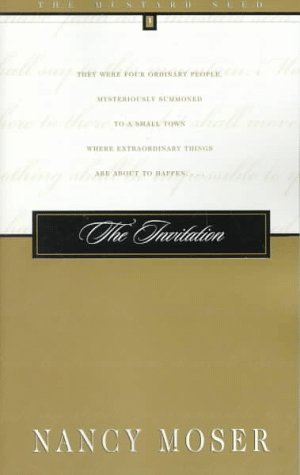 THE MUSTARD SEED
1
THEY WERE FOUR ORDINARY PEOPLE,
MYSTERIOUSLY SUMMONED
TO A SMALL TOWN
WHERE EXTRAORDINARY THINGS
ARE ABOUT TO HAPPEN.
The Invitation
NANCY MOSER